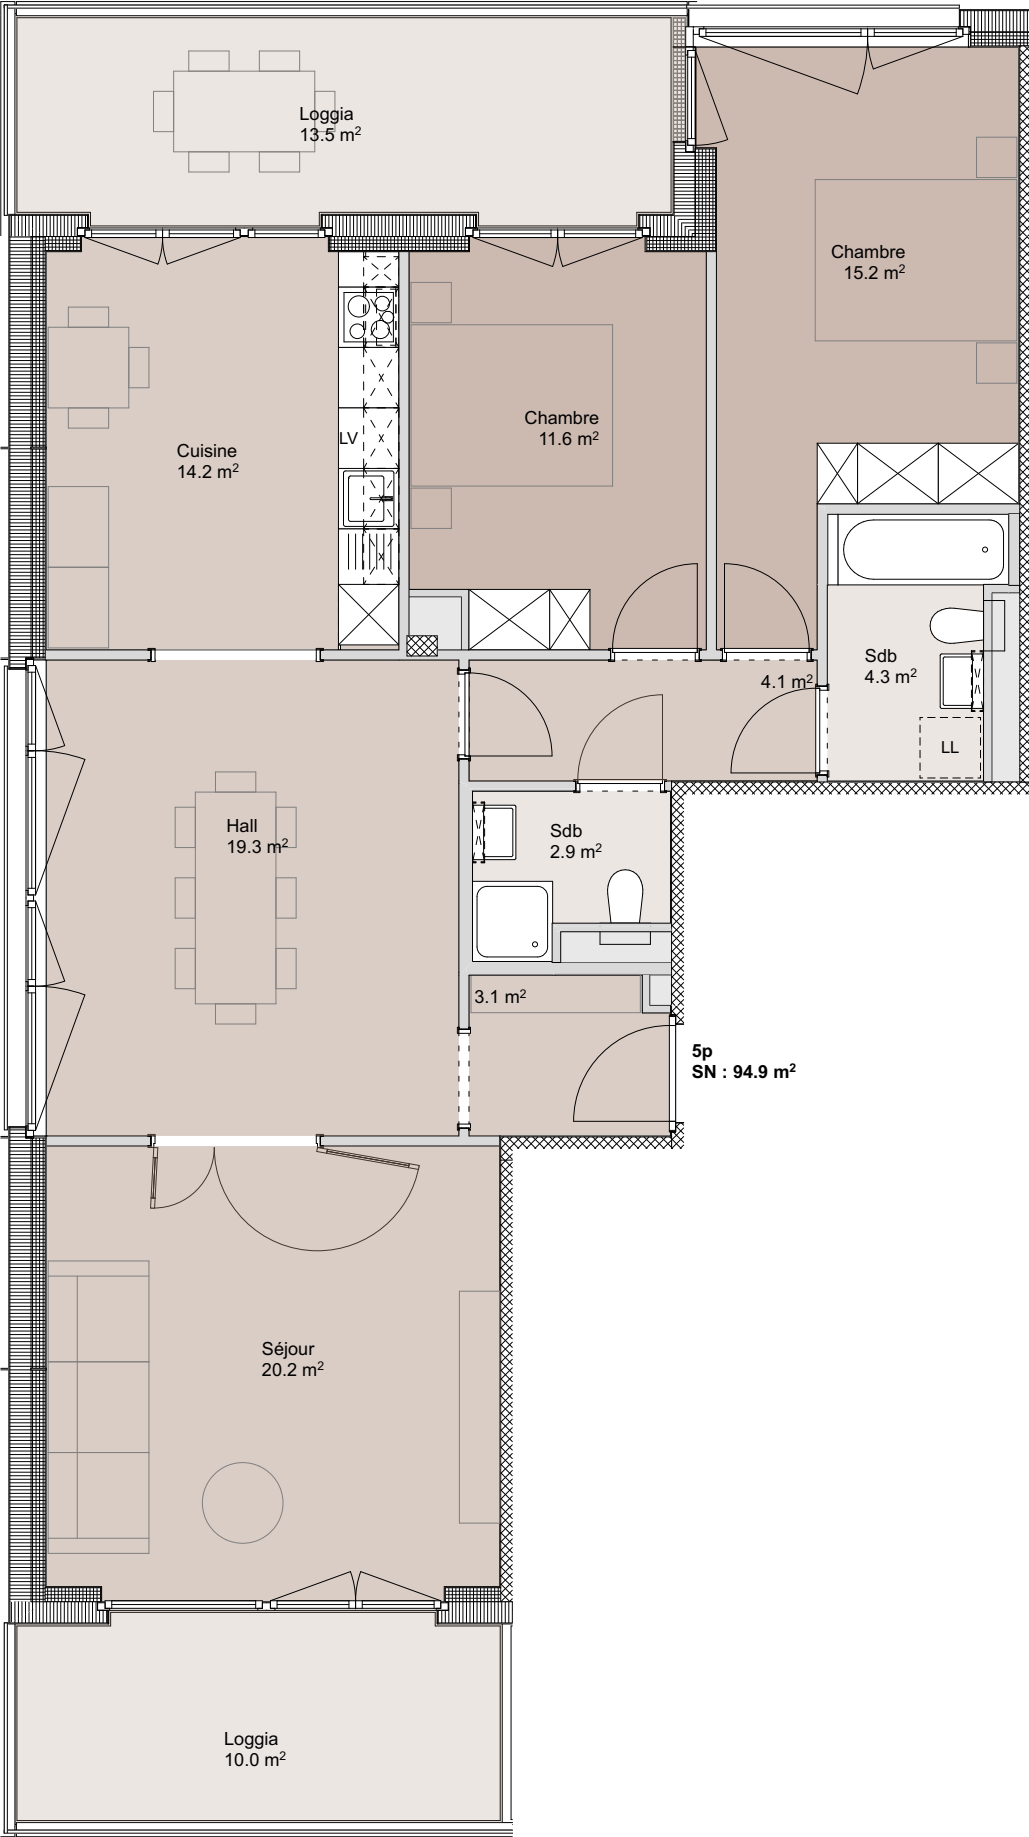 Loggia
13.5 m²
Chambre
15.2 m²
Chambre
11.6 m²
LV
Cuisine
14.2 m²
4.1 m²
Sdb
4.3 m²
LL
Hall
19.3 m²
Sdb
2.9 m²
3.1 m²
5p
SN : 94.9 m²
Séjour
20.2 m²
Loggia
10.0 m²